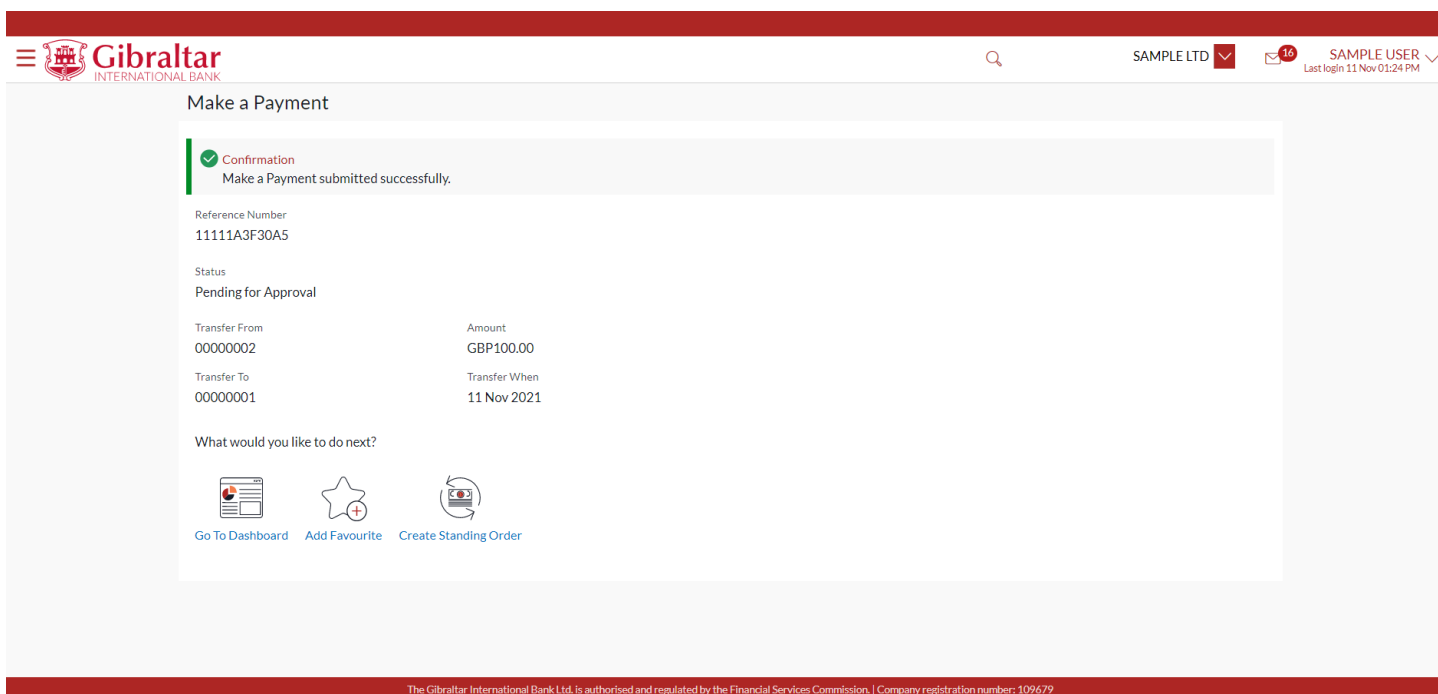 Gibraltar
INTERNATIONAL BANK
SAMPLE LTD
16
SAMPLE USER
Last login 11 Nov 01:24 PM
Make a Payment
Confirmation
Make a Payment submitted successfully.
Reference Number
11111A3F30A5
Status
Pending for Approval
Transfer From Amount
00000002 GBP100.00
Transfer To Transfer When
00000001 11 Nov 2021
What would you like to do next?
Go To Dashboard Add Favourite Create Standing Order
The Gibraltar International Bank Ltd. is authorised and regulated by the Financial Services Commission. | Company registration number: 109679